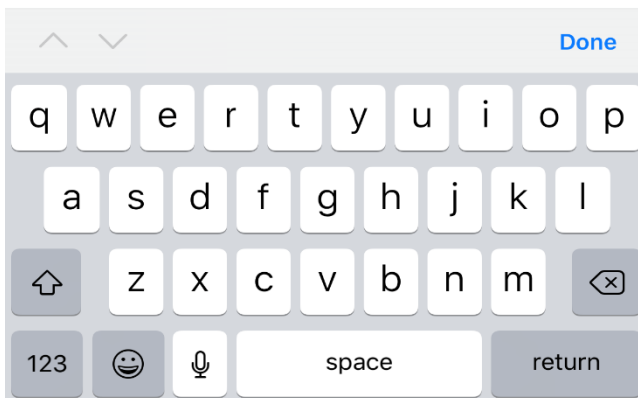 Done
q w e r t y u i o p
a s d f g h j k l
z x c v b n m
123 space return